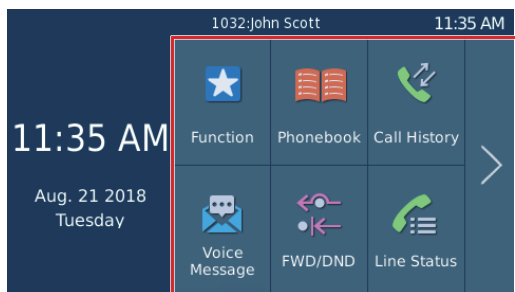 1032:John Scott 11:35 AM
11:35 AM
Aug. 21 2018
Tuesday
Function Phonebook Call History
Voice
Message
FWD/DND Line Status